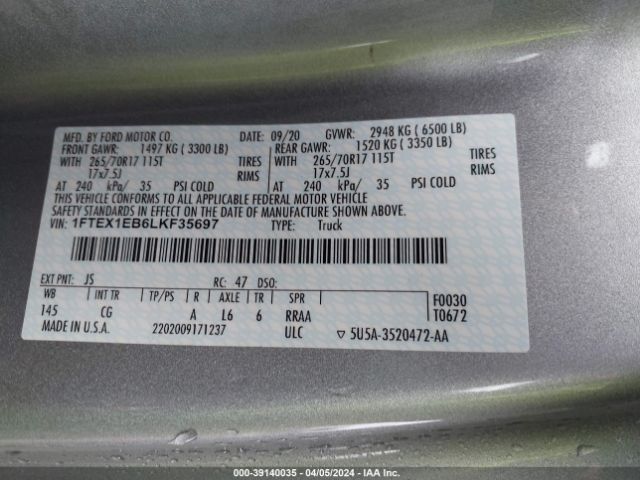 MFD. BY FORD MOTOR CO. DATE: 09/20 GVWR: 2948 KG ( 6500 LB)
FRONT GAWR: 1497 KG ( 3300 LB) REAR GAWR: 1520 KG ( 3350 LB)
WITH 265/70R17 115T TIRES WITH 265/70R17 115T TIRES
17x7.5J RIMS 17x7.5J RIMS
AT 240 kPa/ 35 PSI COLD AT 240 kPa/ 35 PSI COLD
THIS VEHICLE CONFORMS TO ALL APPLICABLE FEDERAL MOTOR VEHICLE
SAFETY STANDARDS IN EFFECT ON THE DATE OF MANUFACTURE SHOWN ABOVE.
VIN: 1FTEX1EB6LKF35697 TYPE: Truck
EXT PNT: JS RC: 47 DSO:
WB INT TR TP/PS R AXLE TR SPR F0030
145 CG A L6 6 RRAA T0672
MADE IN U.S.A. 2202009171237 ULC ▽ 5U5A-3520472-AA
000-39140035 - 04/05/2024 - IAA Inc.